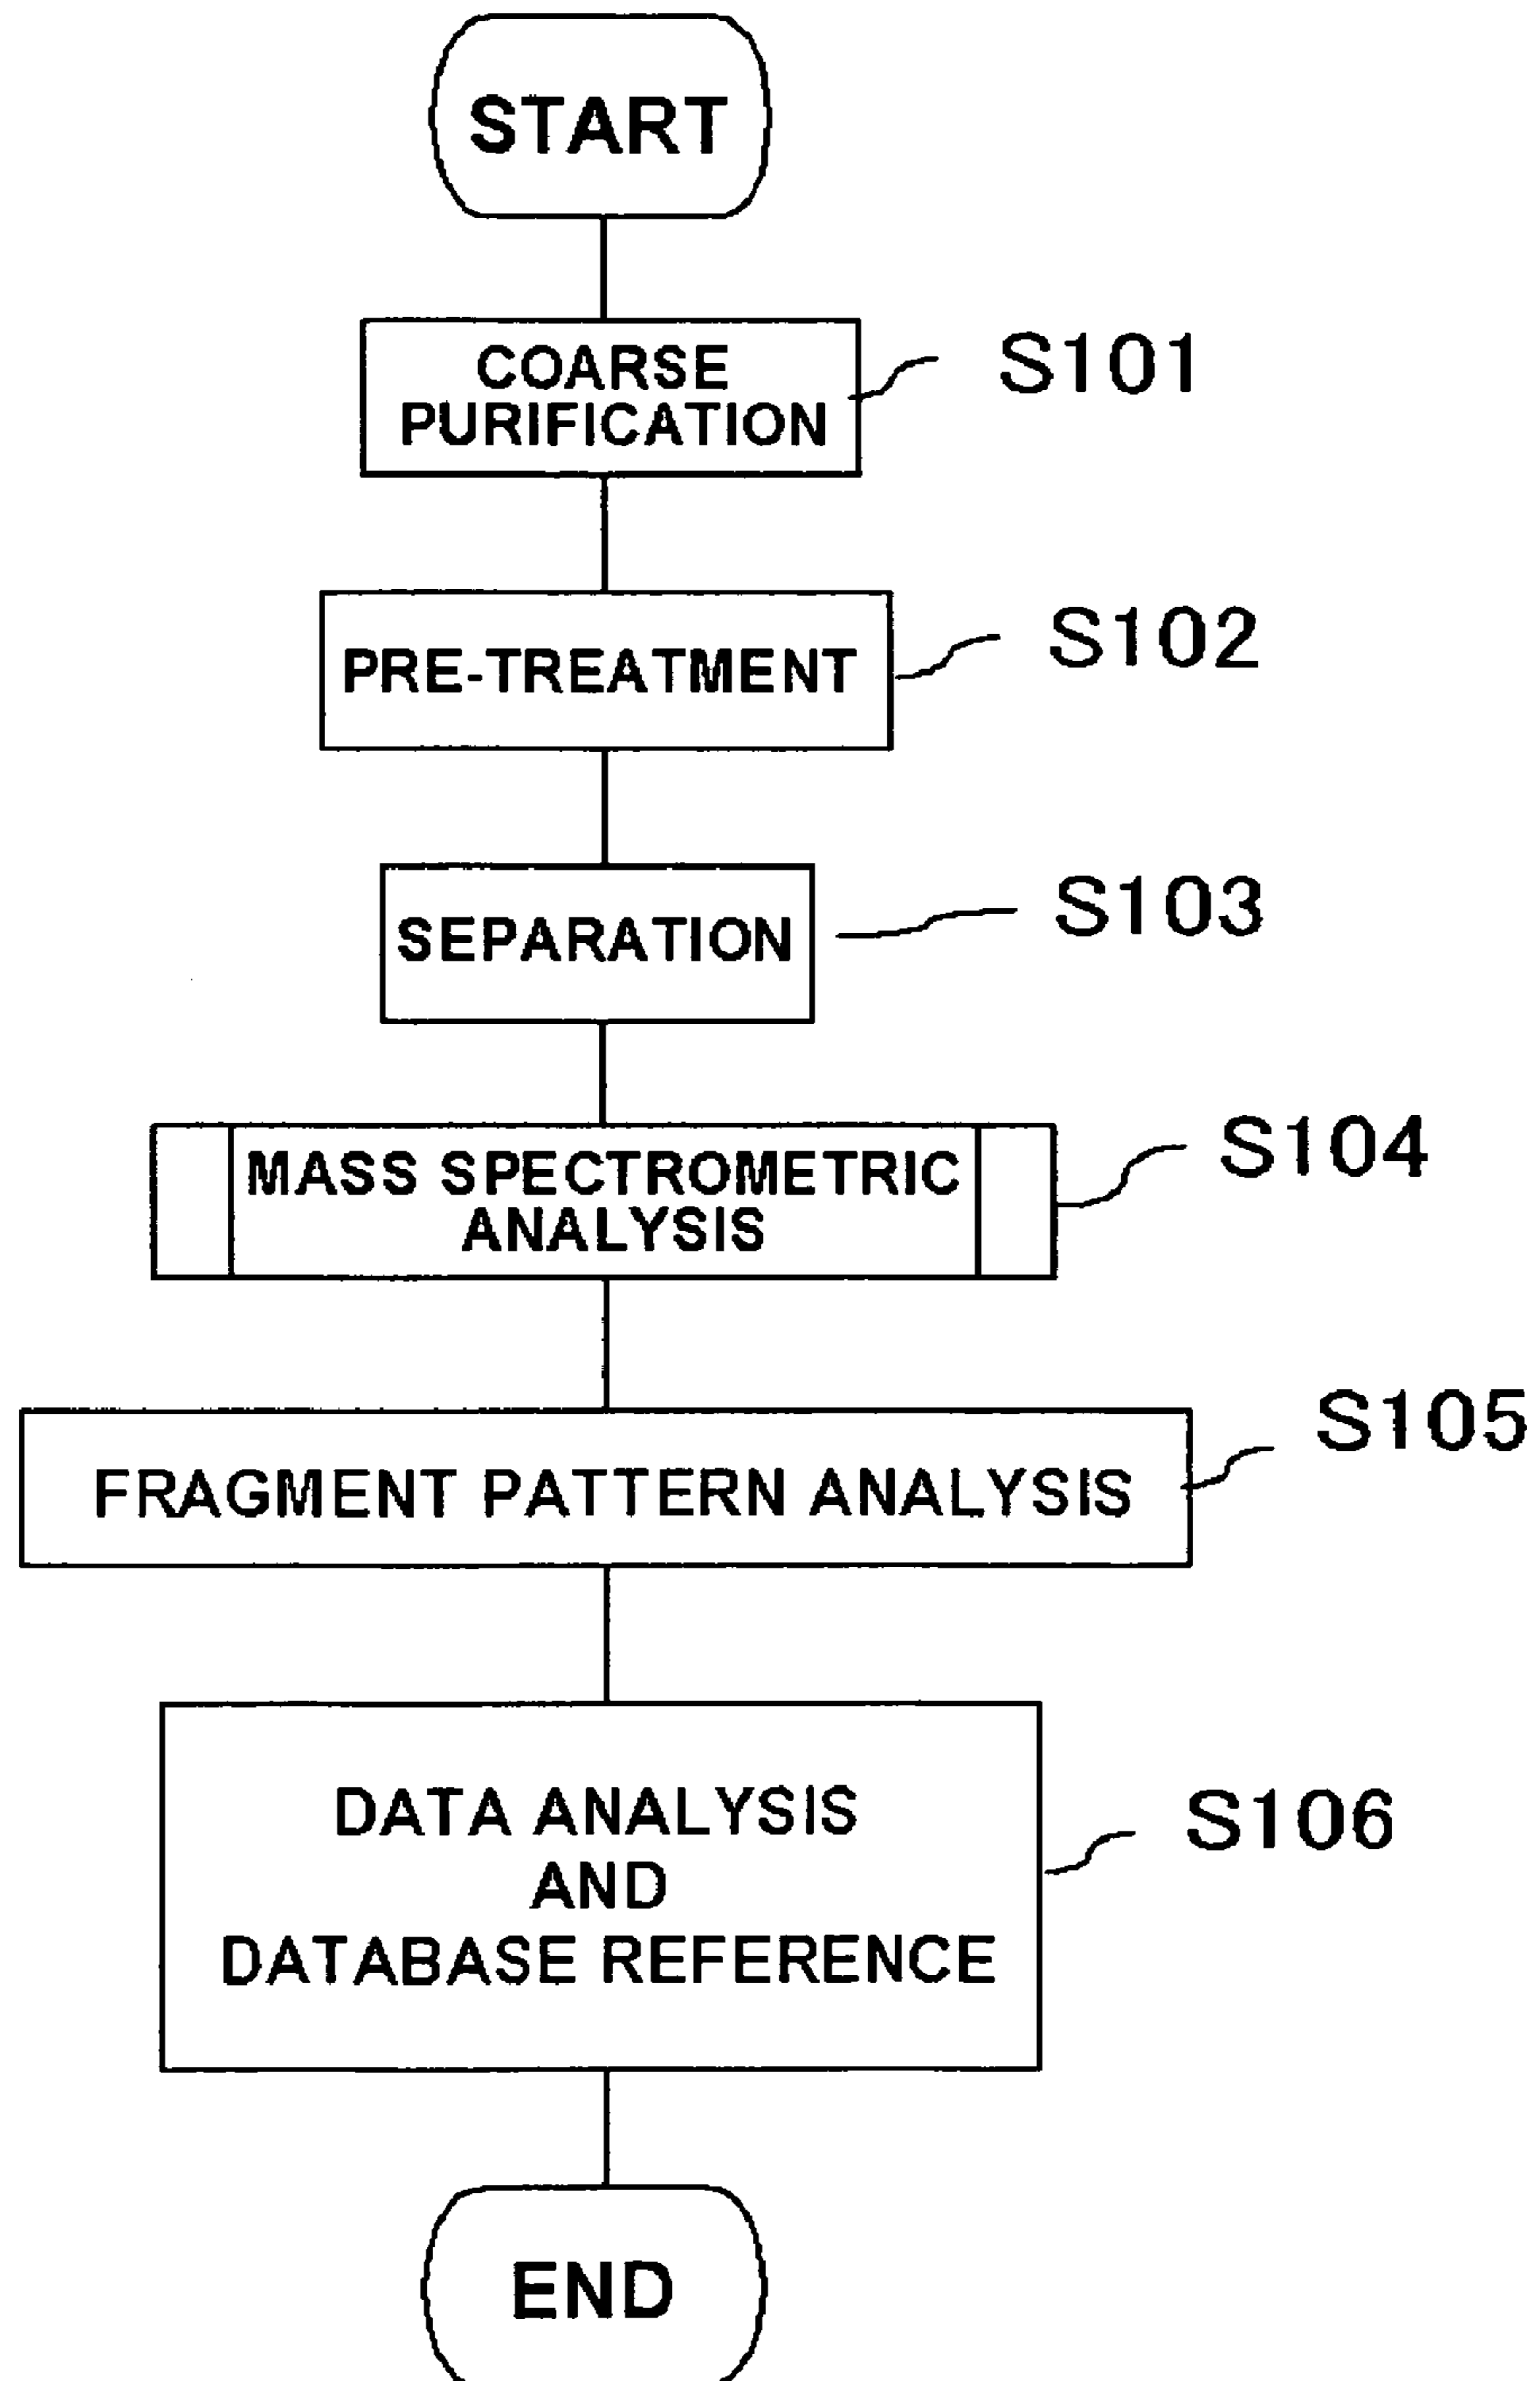 START
COARSE
PURIFICATION
S101
PRE-TREATMENT
S102
SEPARATION
S103
MASS SPECTROMETRIC
ANALYSIS
S104
FRAGMENT PATTERN ANALYSIS
S105
DATA ANALYSIS
AND
DATABASE REFERENCE
S106
END